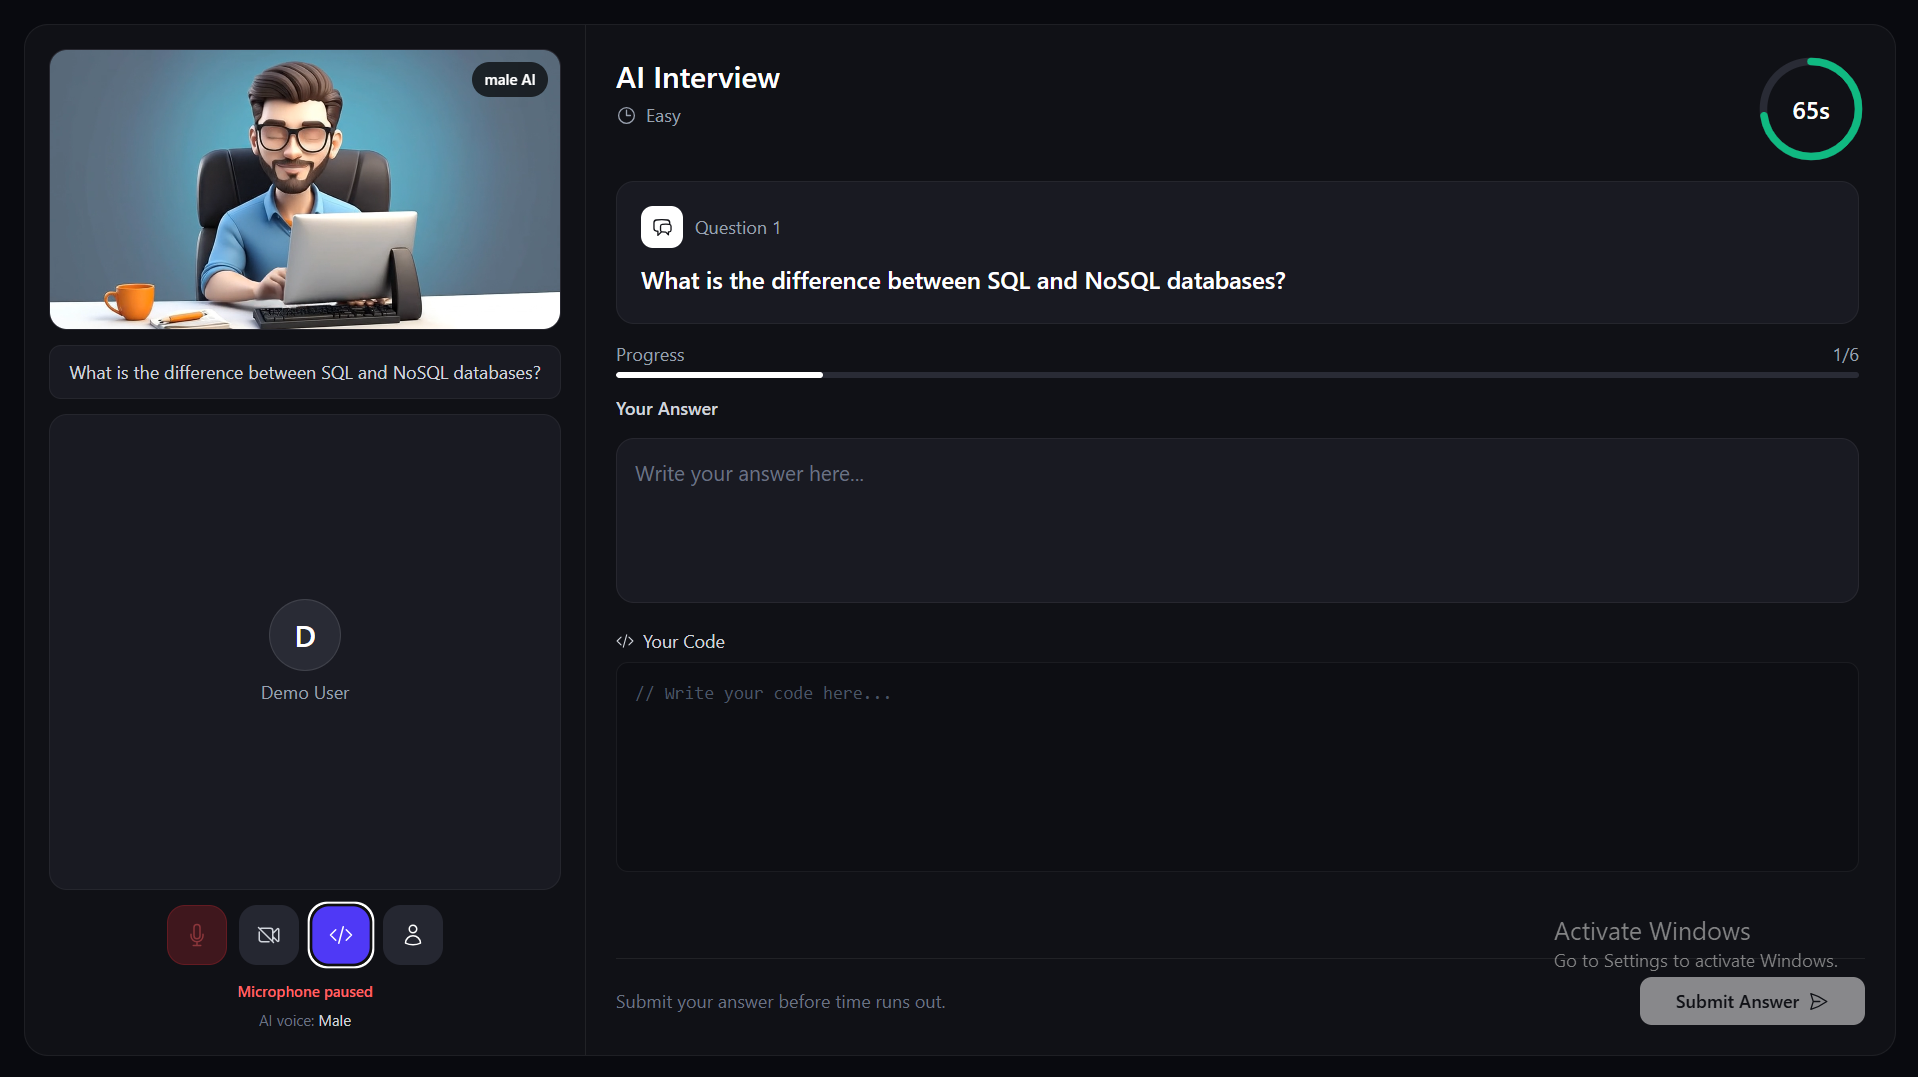 male AI
What is the difference between SQL and NoSQL databases?
D
Demo User
Microphone paused
AI voice: Male
AI Interview
Easy
65s
Question 1
What is the difference between SQL and NoSQL databases?
Progress
1/6
Your Answer
Write your answer here...
</> Your Code
// Write your code here...
Activate Windows
Go to Settings to activate Windows.
Submit your answer before time runs out.
Submit Answer